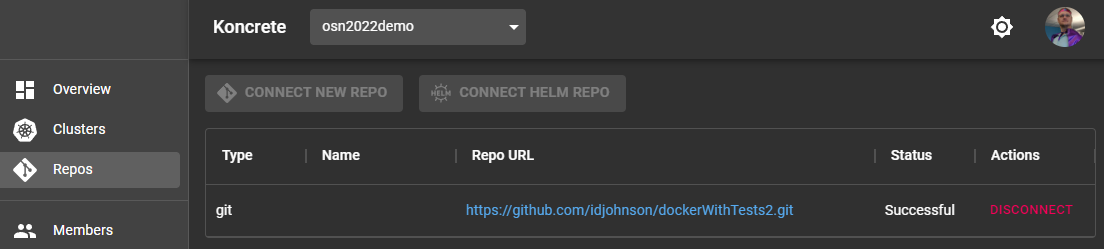 Koncrete
osn2022demo
Overview
Clusters
Repos
Members
CONNECT NEW REPO
HELM
CONNECT HELM REPO
Type Name Repo URL Status Actions
git https://github.com/idjohnson/dockerWithTests2.git Successful DISCONNECT